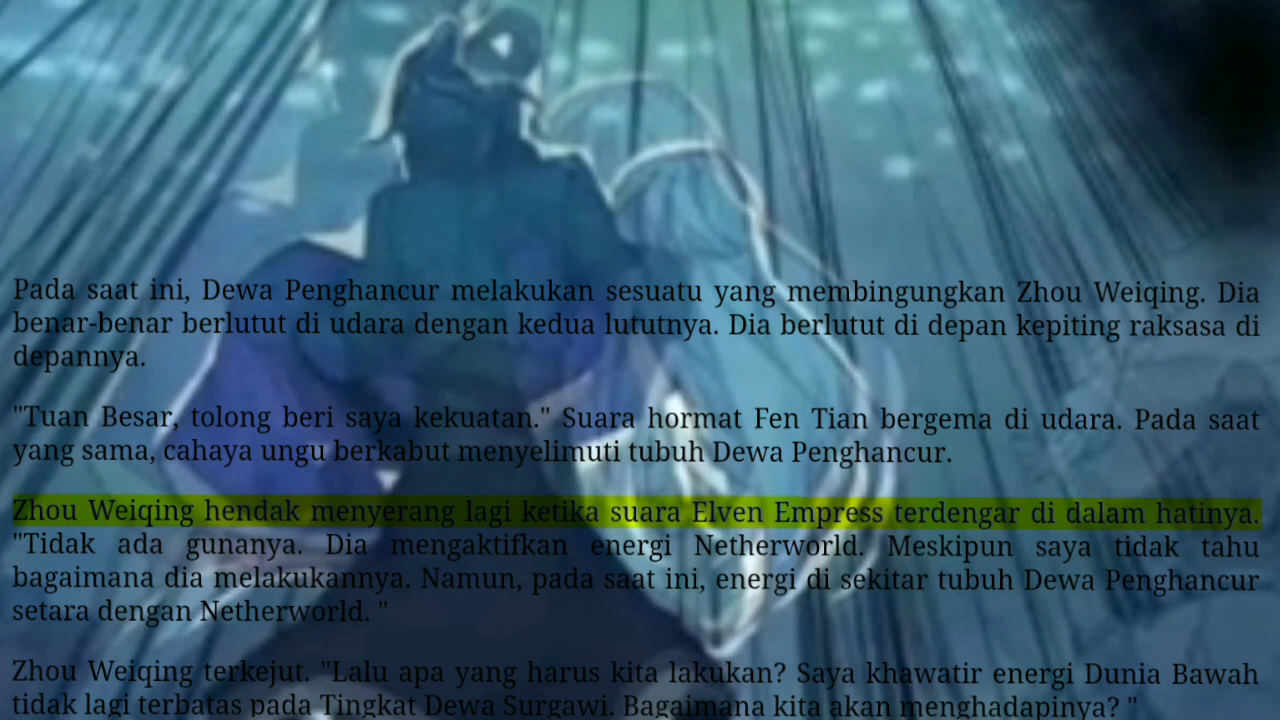 Pada saat ini, Dewa Penghancur melakukan sesuatu yang membingungkan Zhou Weiqing. Dia
benar-benar berlutut di udara dengan kedua lututnya. Dia berlutut di depan kepiting raksasa di
depannya.
"Tuan Besar, tolong beri saya kekuatan." Suara hormat Fen Tian bergema di udara. Pada saat
yang sama, cahaya ungu berkabut menyelimuti tubuh Dewa Penghancur.
Zhou Weiqing hendak menyerang lagi ketika suara Elven Empress terdengar di dalam hatinya.
"Tidak ada gunanya. Dia mengaktifkan energi Netherworld. Meskipun saya tidak tahu
bagaimana dia melakukannya. Namun, pada saat ini, energi di sekitar tubuh Dewa Penghancur
setara dengan Netherworld. "
Zhou Weiqing terkejut. "Lalu apa yang harus kita lakukan? Saya khawatir energi Dunia Bawah
tidak lagi terbatas pada Tingkat Dewa Surgawi. Bagaimana kita akan menghadapinya? "